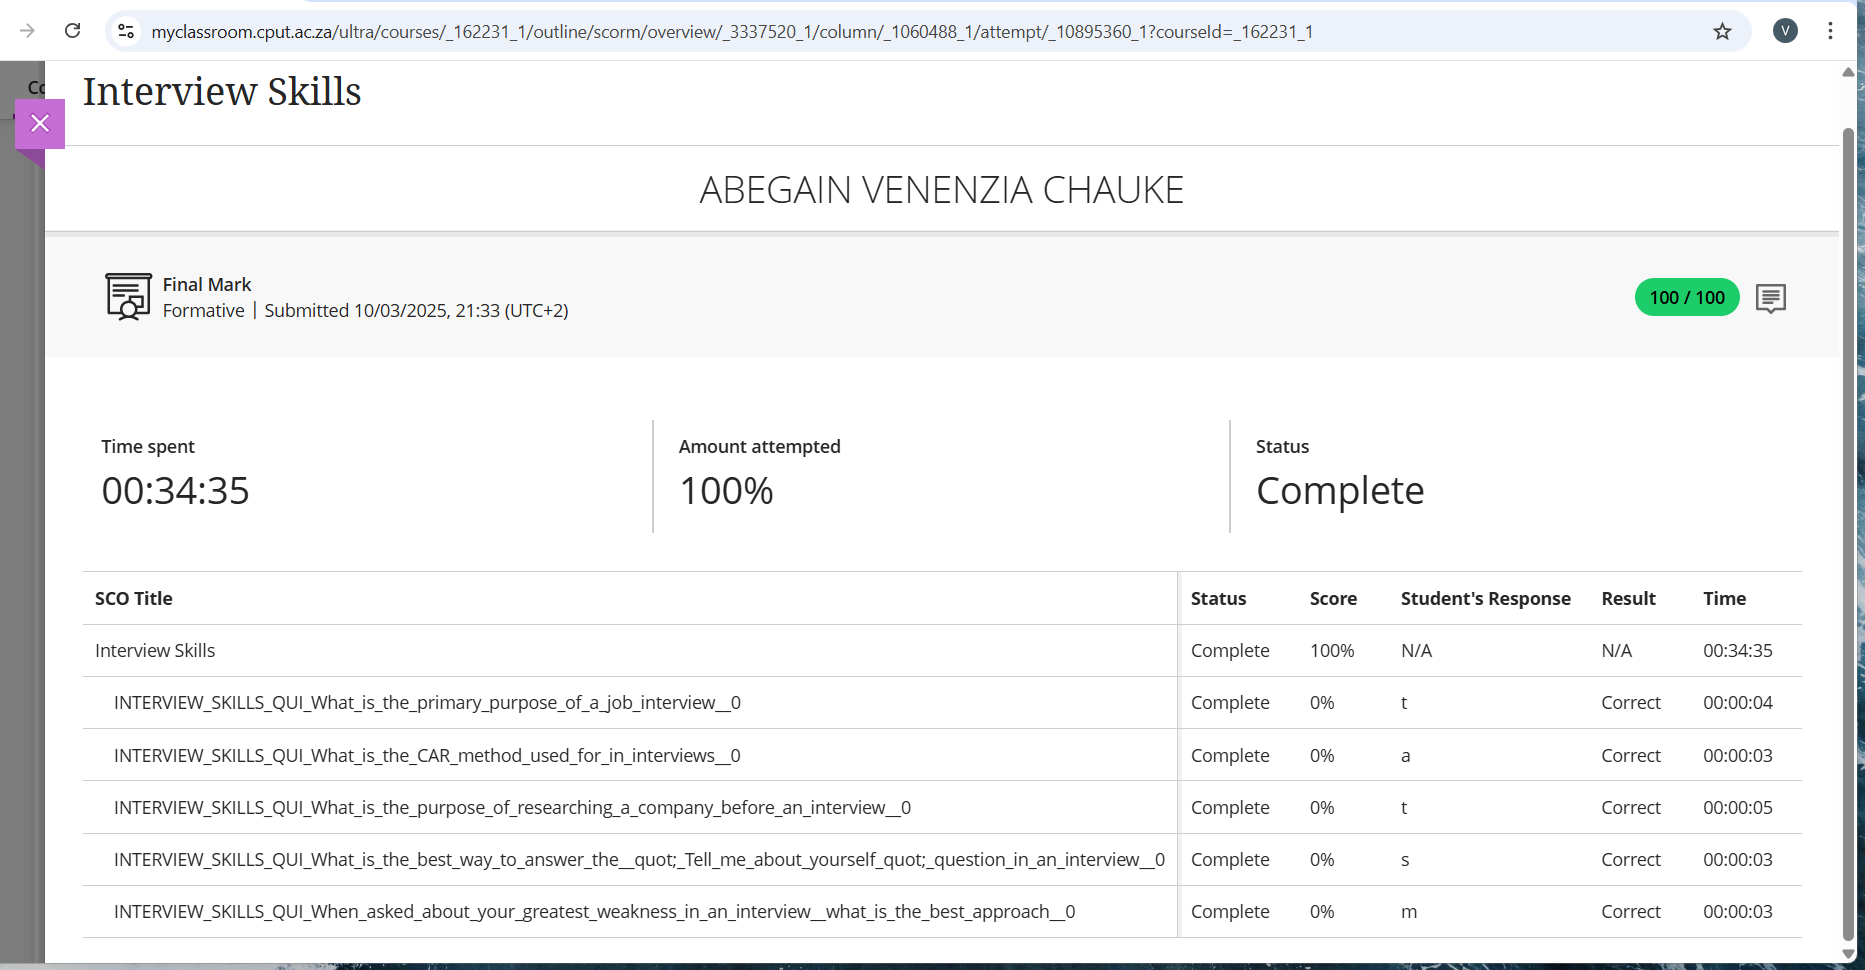 myclassroom.cput.ac.za/ultra/courses/_162231_1/outline/scorm/overview/_3337520_1/column/_1060488_1/attempt/_10895360_1?courseId=_162231_1
V
Interview Skills
ABEGAIN VENENZIA CHAUKE
Final Mark
Formative | Submitted 10/03/2025, 21:33 (UTC+2)
100 / 100
Time spent Amount attempted Status
00:34:35 100% Complete
SCO Title Status Score Student's Response Result Time
Interview Skills Complete 100% N/A N/A 00:34:35
INTERVIEW_SKILLS_QUI_What_is_the_primary_purpose_of_a_job_interview__0 Complete 0% t Correct 00:00:04
INTERVIEW_SKILLS_QUI_What_is_the_CAR_method_used_for_in_interviews__0 Complete 0% a Correct 00:00:03
INTERVIEW_SKILLS_QUI_What_is_the_purpose_of_researching_a_company_before_an_interview__0 Complete 0% t Correct 00:00:05
INTERVIEW_SKILLS_QUI_What_is_the_best_way_to_answer_the__quot;_Tell_me_about_yourself_quot;_question_in_an_interview__0 Complete 0% s Correct 00:00:03
INTERVIEW_SKILLS_QUI_When_asked_about_your_greatest_weakness_in_an_interview__what_is_the_best_approach__0 Complete 0% m Correct 00:00:03